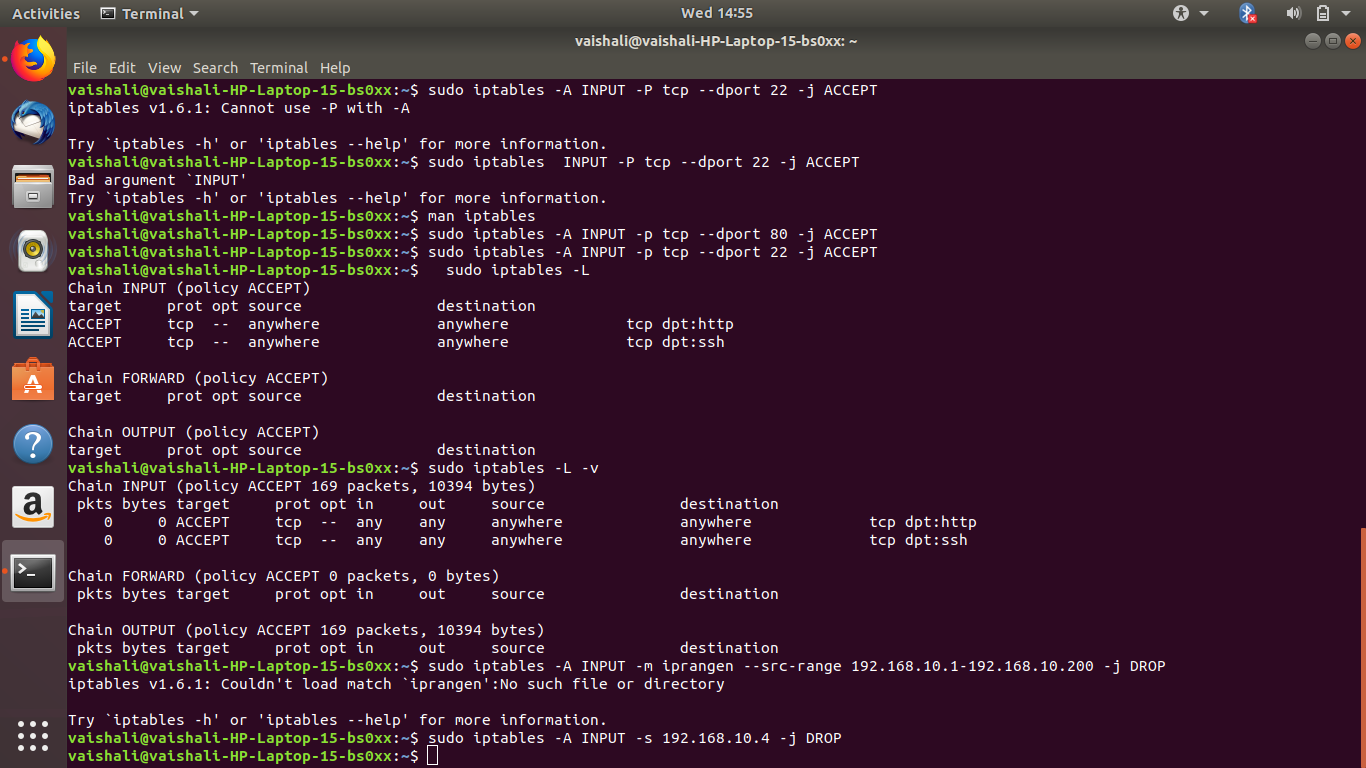 Activities
Terminal
Wed 14:55
vaishali@vaishali-HP-Laptop-15-bs0xx: ~
File Edit View Search Terminal Help
vaishali@vaishali-HP-Laptop-15-bs0xx:~$ sudo iptables -A INPUT -P tcp --dport 22 -j ACCEPT
iptables v1.6.1: Cannot use -P with -A
Try `iptables -h' or 'iptables --help' for more information.
vaishali@vaishali-HP-Laptop-15-bs0xx:~$ sudo iptables  INPUT -P tcp --dport 22 -j ACCEPT
Bad argument `INPUT'
Try `iptables -h' or 'iptables --help' for more information.
vaishali@vaishali-HP-Laptop-15-bs0xx:~$ man iptables
vaishali@vaishali-HP-Laptop-15-bs0xx:~$ sudo iptables -A INPUT -p tcp --dport 80 -j ACCEPT
vaishali@vaishali-HP-Laptop-15-bs0xx:~$ sudo iptables -A INPUT -p tcp --dport 22 -j ACCEPT
vaishali@vaishali-HP-Laptop-15-bs0xx:~$   sudo iptables -L
Chain INPUT (policy ACCEPT)
target     prot opt source               destination
ACCEPT     tcp  --  anywhere             anywhere             tcp dpt:http
ACCEPT     tcp  --  anywhere             anywhere             tcp dpt:ssh
Chain FORWARD (policy ACCEPT)
target     prot opt source               destination
Chain OUTPUT (policy ACCEPT)
target     prot opt source               destination
vaishali@vaishali-HP-Laptop-15-bs0xx:~$ sudo iptables -L -v
Chain INPUT (policy ACCEPT 169 packets, 10394 bytes)
 pkts bytes target     prot opt in     out     source               destination
    0     0 ACCEPT     tcp  --  any    any     anywhere             anywhere             tcp dpt:http
    0     0 ACCEPT     tcp  --  any    any     anywhere             anywhere             tcp dpt:ssh
Chain FORWARD (policy ACCEPT 0 packets, 0 bytes)
 pkts bytes target     prot opt in     out     source               destination
Chain OUTPUT (policy ACCEPT 169 packets, 10394 bytes)
 pkts bytes target     prot opt in     out     source               destination
vaishali@vaishali-HP-Laptop-15-bs0xx:~$ sudo iptables -A INPUT -m iprangen --src-range 192.168.10.1-192.168.10.200 -j DROP
iptables v1.6.1: Couldn't load match `iprangen':No such file or directory
Try `iptables -h' or 'iptables --help' for more information.
vaishali@vaishali-HP-Laptop-15-bs0xx:~$ sudo iptables -A INPUT -s 192.168.10.4 -j DROP
vaishali@vaishali-HP-Laptop-15-bs0xx:~$